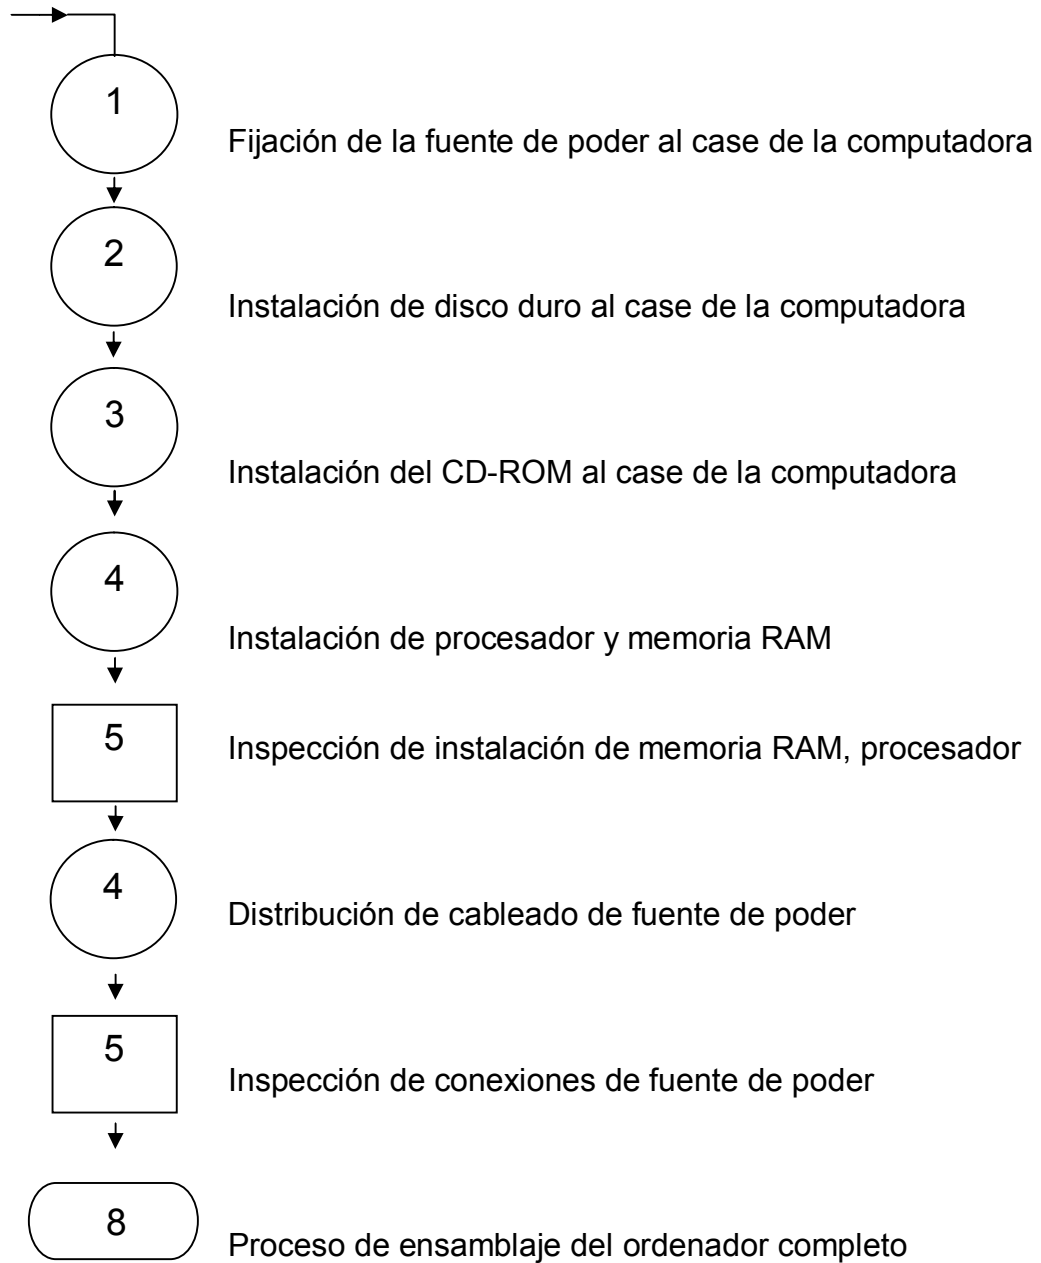 1
Fijación de la fuente de poder al case de la computadora
2
Instalación de disco duro al case de la computadora
3
Instalación del CD-ROM al case de la computadora
4
Instalación de procesador y memoria RAM
5
Inspección de instalación de memoria RAM, procesador
4
Distribución de cableado de fuente de poder
5
Inspección de conexiones de fuente de poder
8
Proceso de ensamblaje del ordenador completo